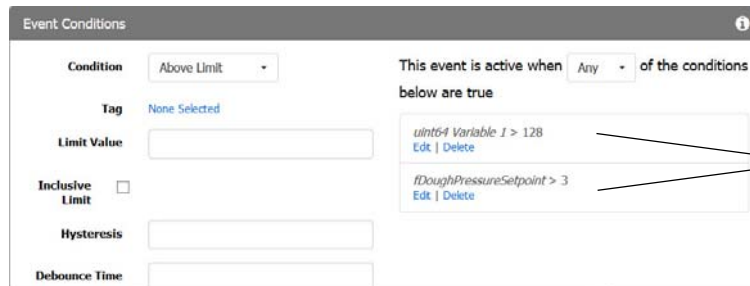 Event Conditions
Condition Above Limit
Tag None Selected
Limit Value
Inclusive Limit
Hysteresis
Debounce Time
This event is active when Any of the conditions
below are true
uint64 Variable 1 > 128
Edit | Delete
fDoughPressureSetpoint > 3
Edit | Delete